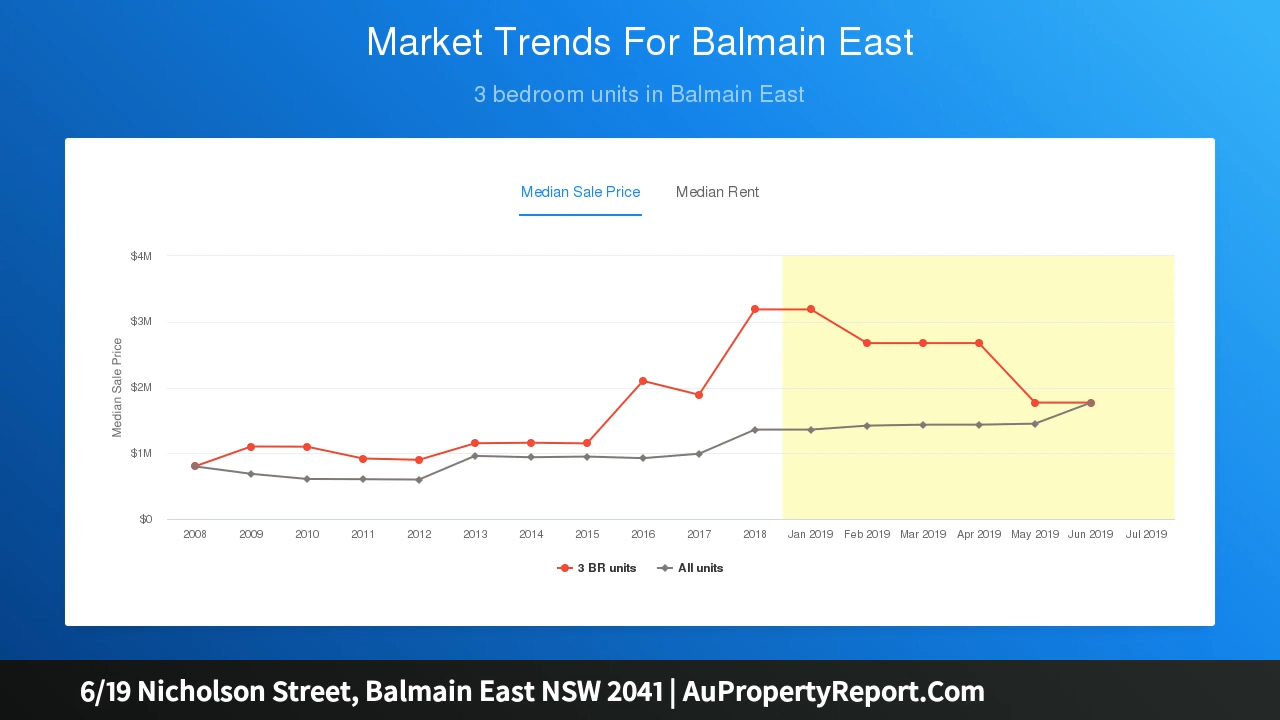 Market Trends For Balmain East
3 bedroom units in Balmain East
Median Sale Price Median Rent
$4M
$3M
$2M
$1M
$0
Median Sale Price
2008 2009 2010 2011 2012 2013 2014 2015 2016 2017 2018 Jan 2019 Feb 2019 Mar 2019 Apr 2019 May 2019 Jun 2019 Jul 2019
3 BR units All units
6/19 Nicholson Street, Balmain East NSW 2041 | AuPropertyReport.Com